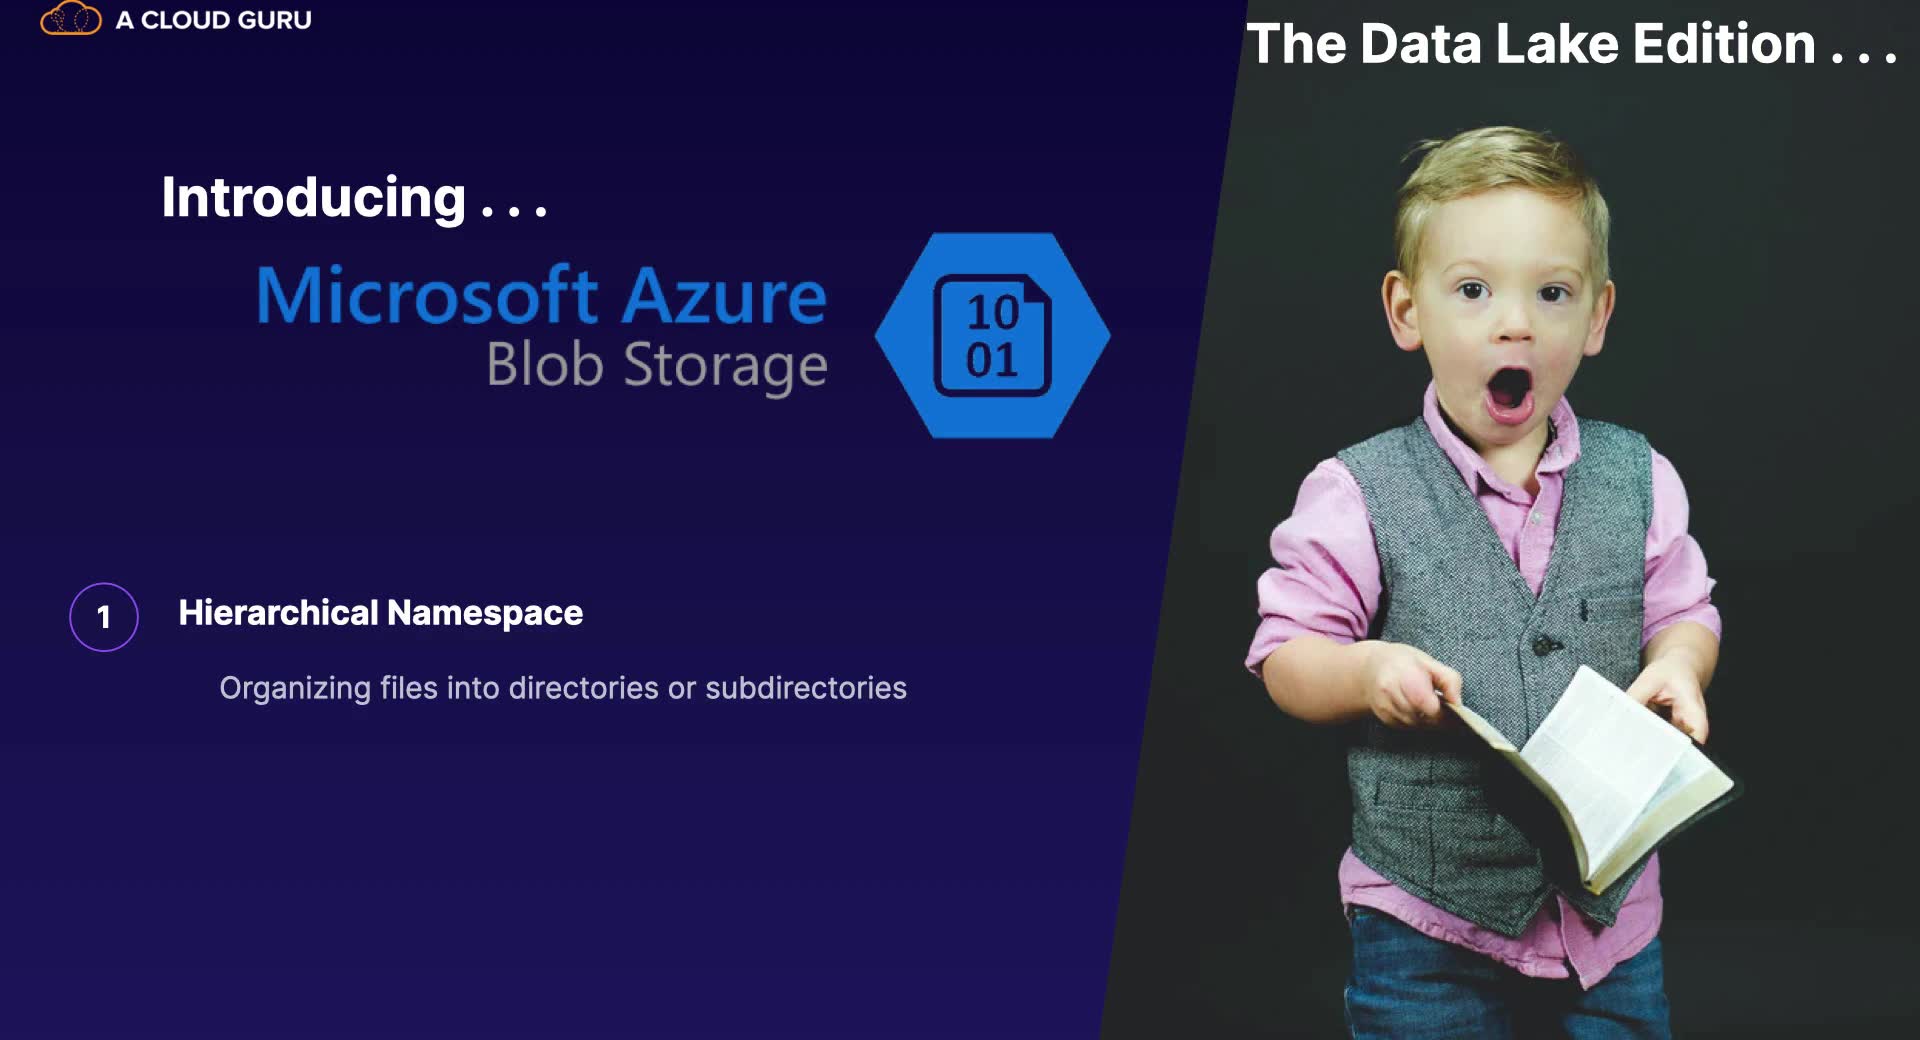 A CLOUD GURU
The Data Lake Edition . . .
Introducing . . .
Microsoft Azure
Blob Storage
10
01
1
Hierarchical Namespace
Organizing files into directories or subdirectories